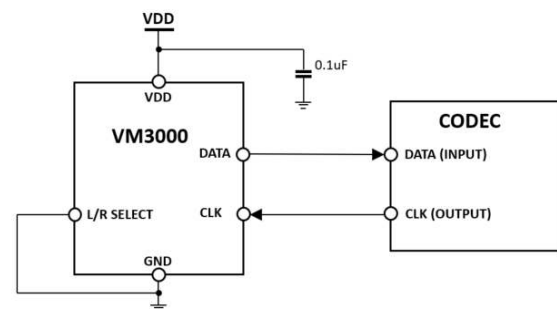 VDD
0.1uF
VDD
VM3000
CODEC
DATA
DATA (INPUT)
L/R SELECT
CLK
CLK (OUTPUT)
GND